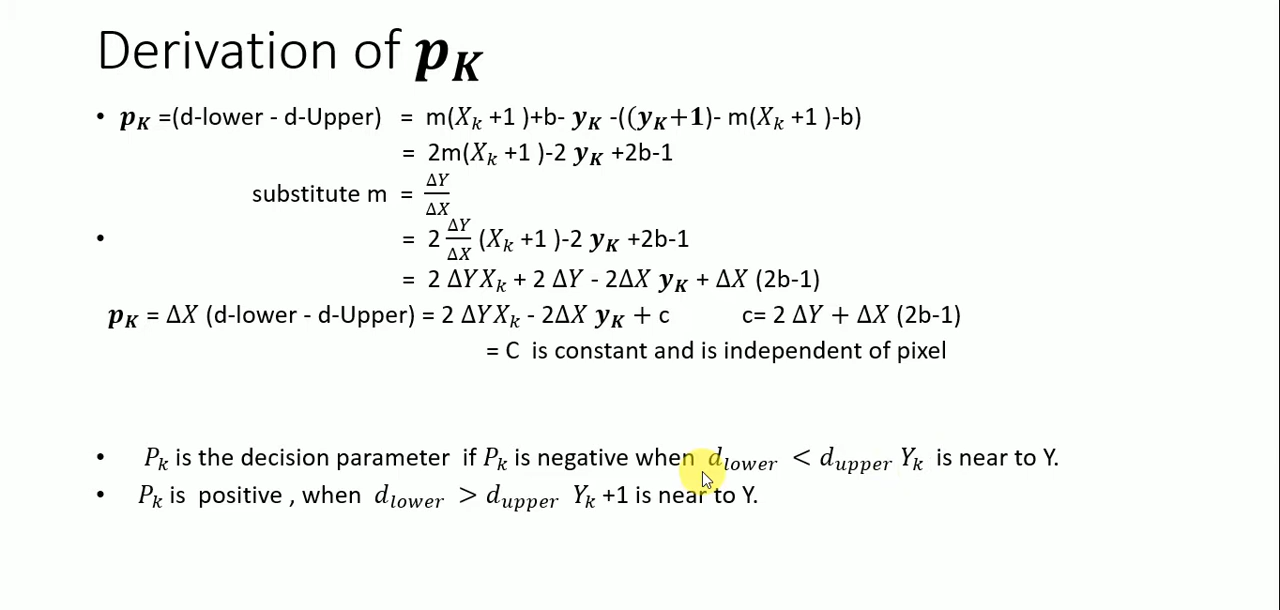 Derivation of 𝒑𝑲
• 𝒑𝑲 =(d-lower - d-Upper) = m(𝑋𝑘 +1 )+b- 𝒚𝑲 -((𝒚𝑲+𝟏)- m(𝑋𝑘 +1 )-b)
= 2m(𝑋𝑘 +1 )-2 𝒚𝑲 +2b-1
substitute m = ΔY/ΔX
• = 2 ΔY/ΔX (𝑋𝑘 +1 )-2 𝒚𝑲 +2b-1
= 2 ΔY𝑋𝑘 + 2 ΔY - 2ΔX 𝒚𝑲 + ΔX (2b-1)
𝒑𝑲 = ΔX (d-lower - d-Upper) = 2 ΔY𝑋𝑘 - 2ΔX 𝒚𝑲 + c c= 2 ΔY + ΔX (2b-1)
= C is constant and is independent of pixel
• 𝑃𝑘 is the decision parameter if 𝑃𝑘 is negative when 𝑑𝑙𝑜𝑤𝑒𝑟 < 𝑑𝑢𝑝𝑝𝑒𝑟 𝑌𝑘 is near to Y.
• 𝑃𝑘 is positive , when 𝑑𝑙𝑜𝑤𝑒𝑟 > 𝑑𝑢𝑝𝑝𝑒𝑟 𝑌𝑘 +1 is near to Y.